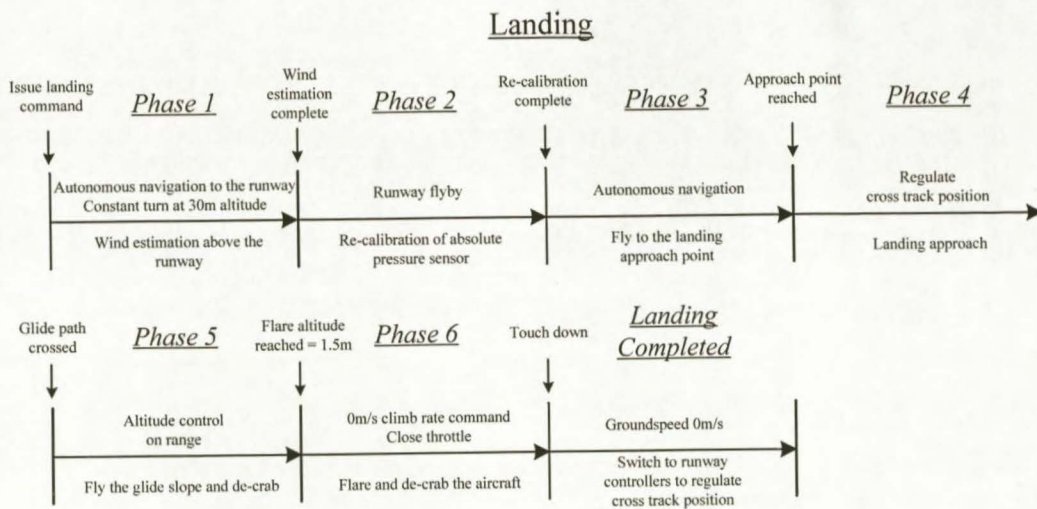 Landing
Issue landing
command
Phase 1
Wind
estimation
complete
Phase 2
Re-calibration
complete
Phase 3
Approach point
reached
Phase 4
Autonomous navigation to the runway
Constant turn at 30m altitude
Wind estimation above the
runway
Runway flyby
Re-calibration of absolute
pressure sensor
Autonomous navigation
Fly to the landing
approach point
Regulate
cross track position
Landing approach
Glide path
crossed
Phase 5
Flare altitude
reached = 1.5m
Phase 6
Touch down
Landing
Completed
Altitude control
on range
Fly the glide slope and de-crab
0m/s climb rate command
Close throttle
Flare and de-crab the aircraft
Groundspeed 0m/s
Switch to runway
controllers to regulate
cross track position